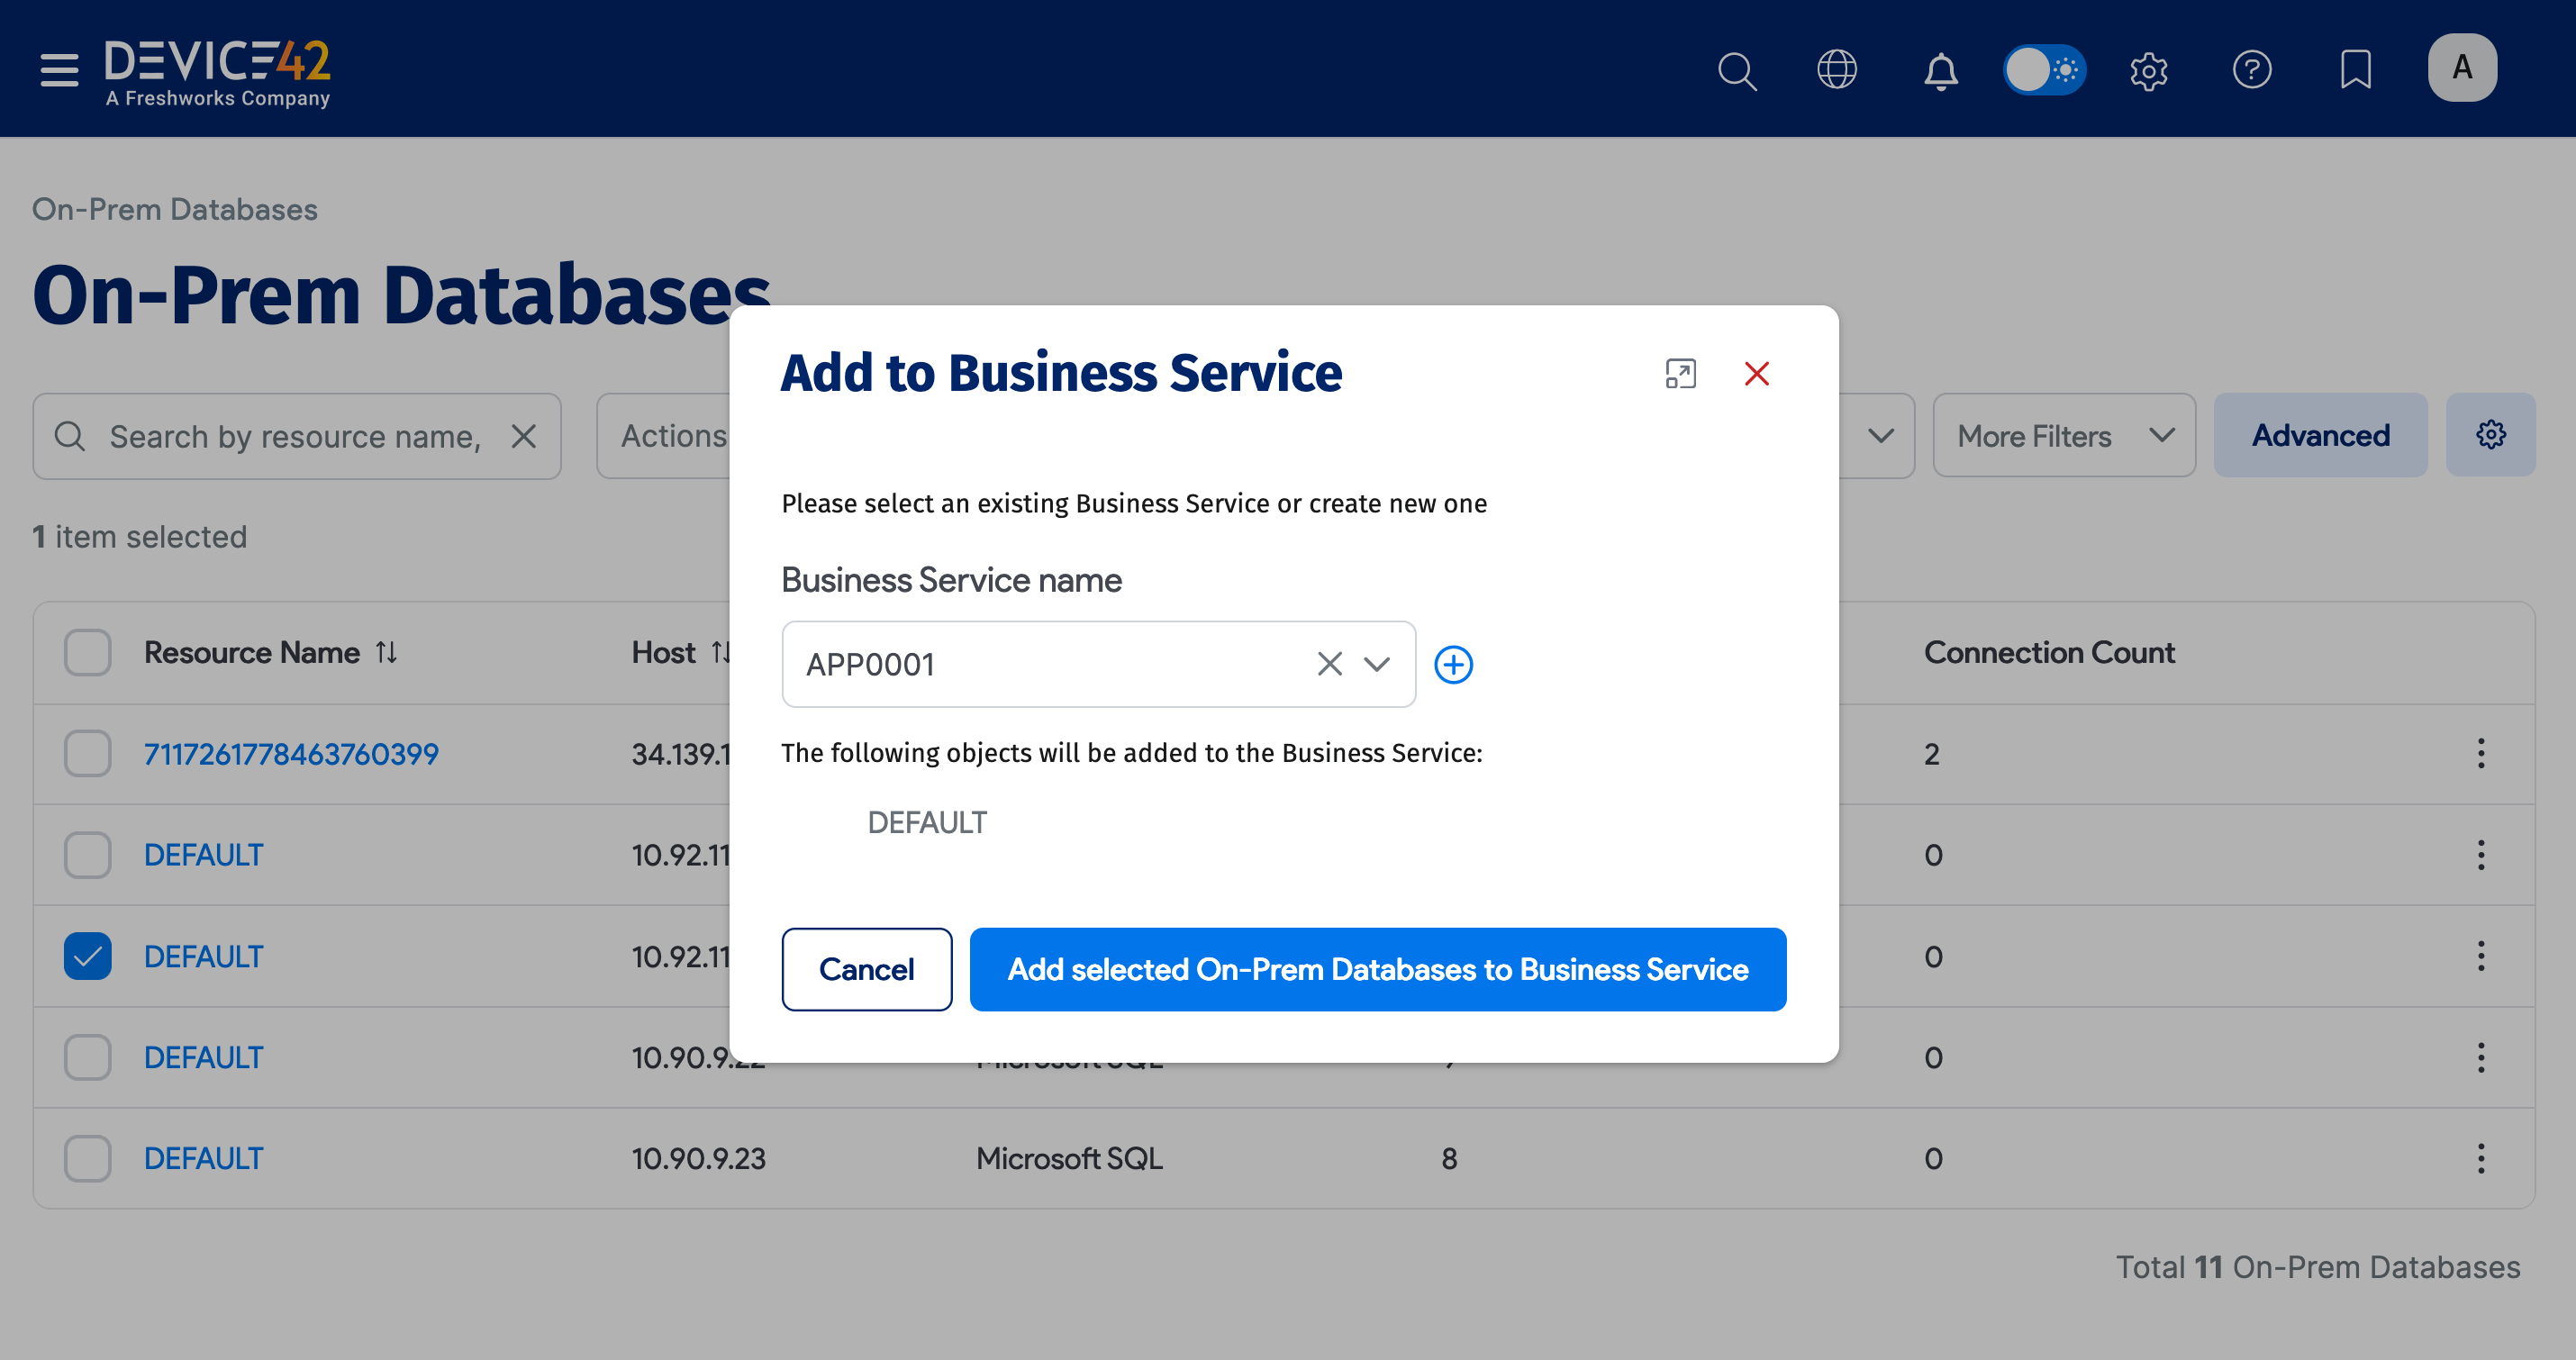 DEVICE42
A Freshworks Company
A
On-Prem Databases
On-Prem Databases
Search by resource name,
Actions
More Filters
Advanced
1 item selected
Resource Name
Host
Connection Count
7117261778463760399
34.139.1
2
DEFAULT
10.92.11
0
DEFAULT
10.92.11
0
DEFAULT
10.90.9.22
Microsoft SQL
0
DEFAULT
10.90.9.23
Microsoft SQL
8
0
Total 11 On-Prem Databases
Add to Business Service
Please select an existing Business Service or create new one
Business Service name
APP0001
The following objects will be added to the Business Service:
DEFAULT
Cancel
Add selected On-Prem Databases to Business Service